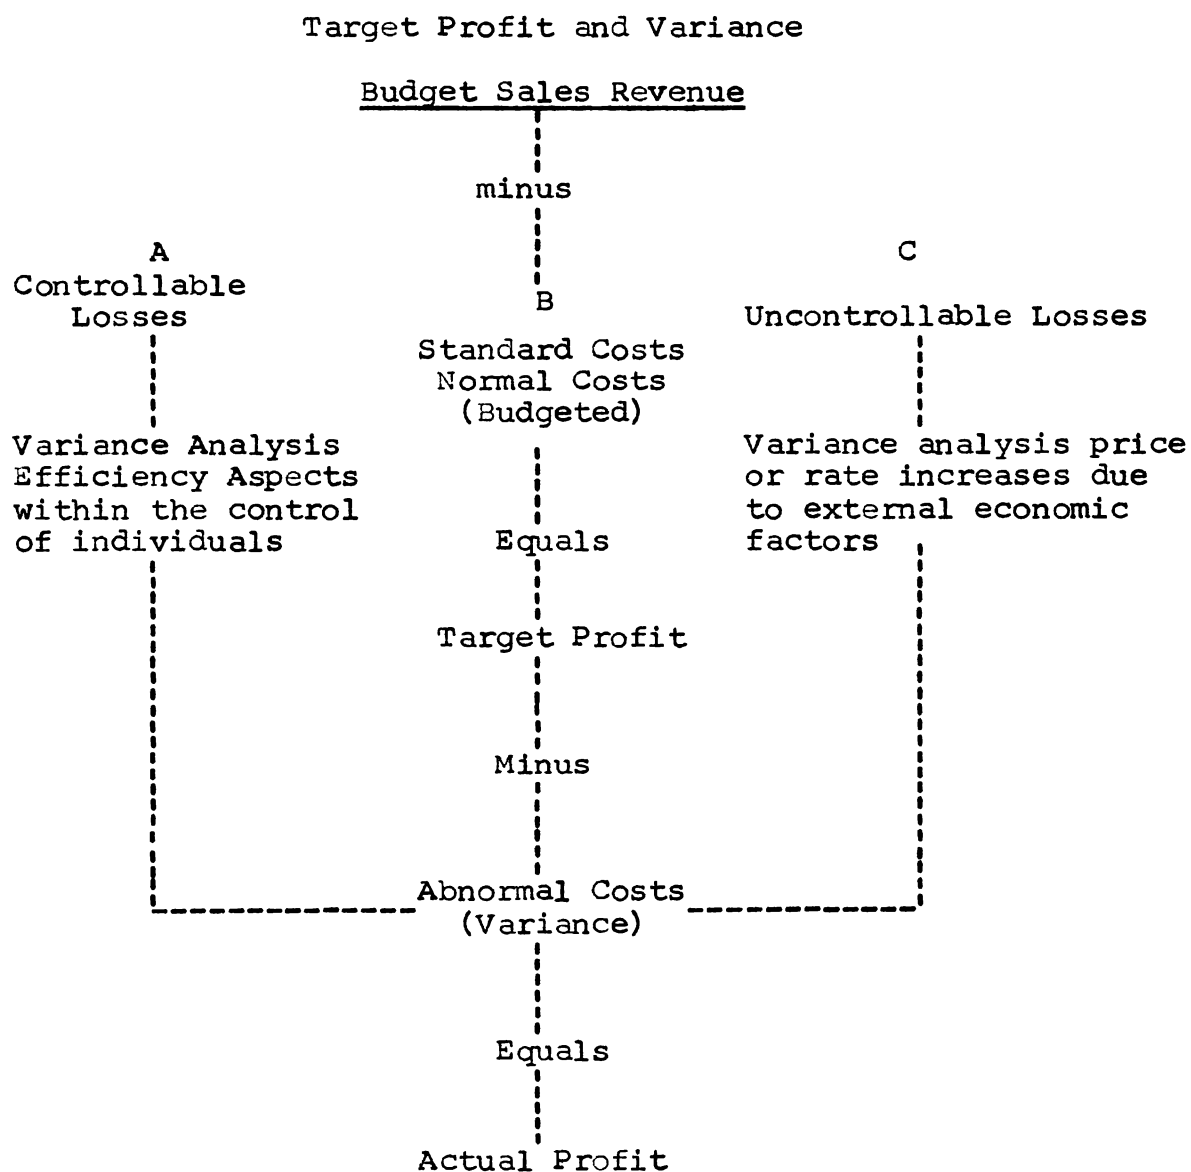 Target Profit and Variance
Budget Sales Revenue
minus
A
Controllable
Losses
Variance Analysis
Efficiency Aspects
within the control
of individuals
B
Standard Costs
Normal Costs
(Budgeted)
Equals
Target Profit
Minus
C
Uncontrollable Losses
Variance analysis price
or rate increases due
to external economic
factors
Abnormal Costs
(Variance)
Equals
Actual Profit